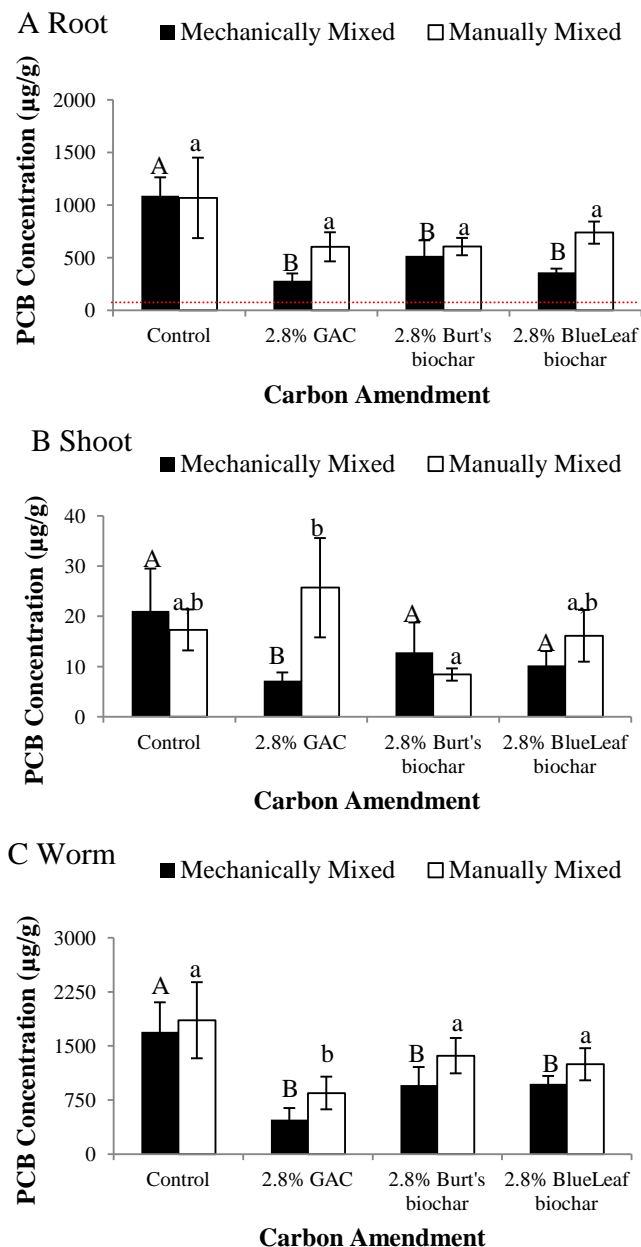 A Root
■ Mechanically Mixed □ Manually Mixed
PCB Concentration (µg/g)
2000
1500
1000
500
0
A a B a B a B a
Control 2.8% GAC 2.8% Burt's biochar 2.8% BlueLeaf biochar
Carbon Amendment
B Shoot
■ Mechanically Mixed □ Manually Mixed
PCB Concentration (µg/g)
40
30
20
10
0
A a,b B b A a A a,b
Control 2.8% GAC 2.8% Burt's biochar 2.8% BlueLeaf biochar
Carbon Amendment
C Worm
■ Mechanically Mixed □ Manually Mixed
PCB Concentration (µg/g)
3000
2250
1500
750
0
A a B b B a B a
Control 2.8% GAC 2.8% Burt's biochar 2.8% BlueLeaf biochar
Carbon Amendment